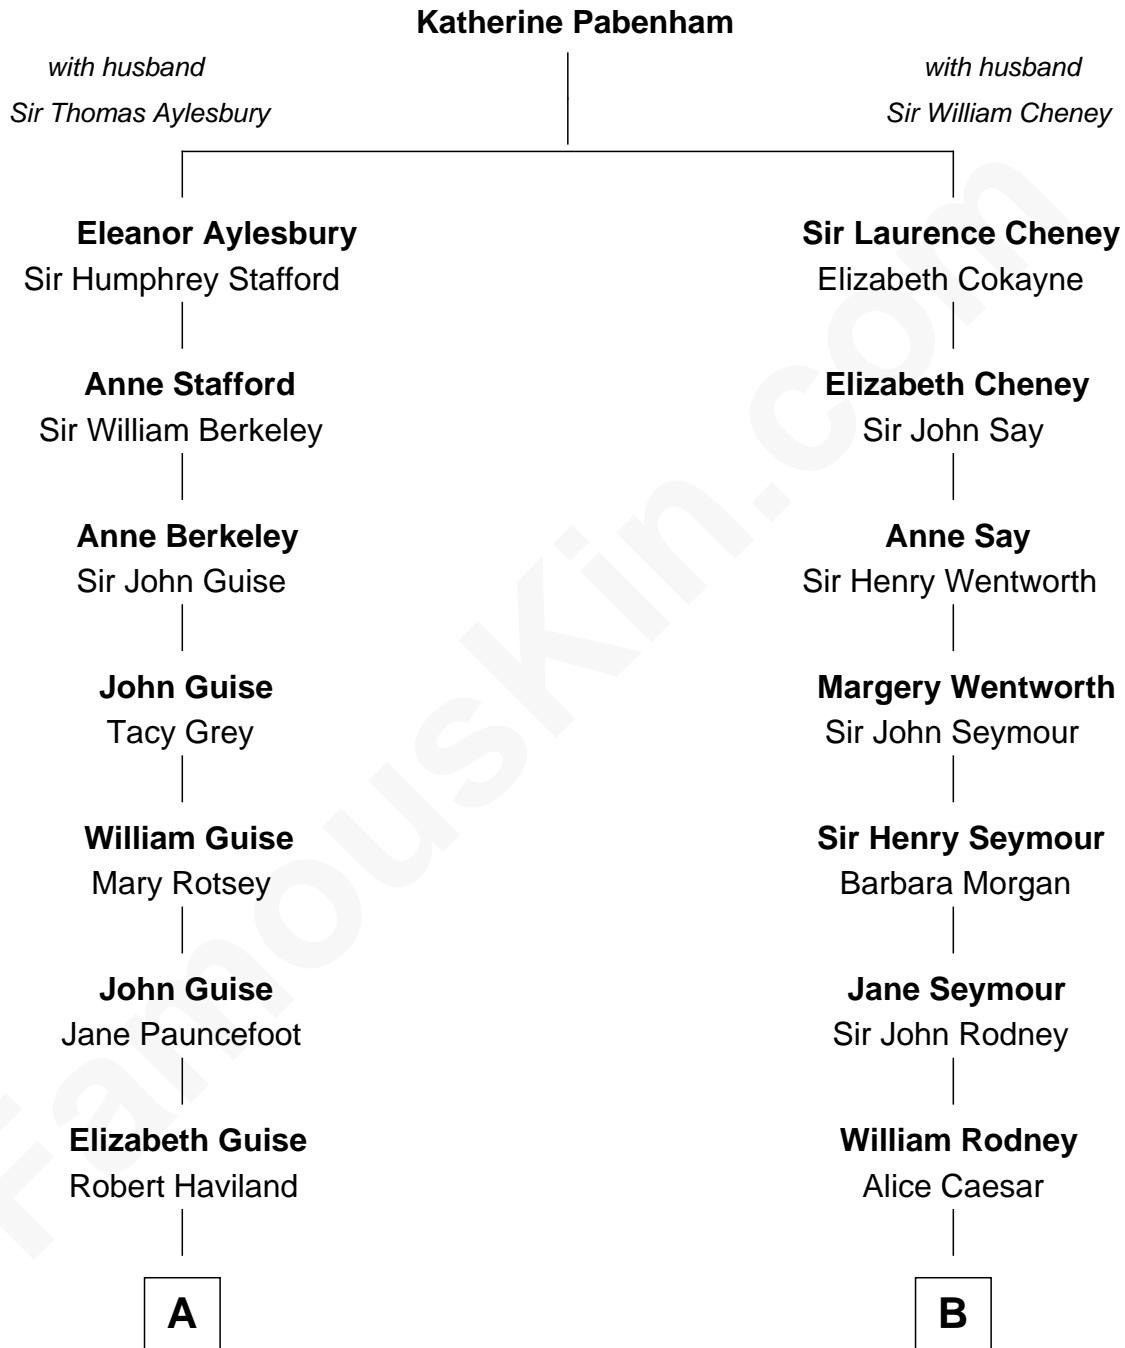 Katherine Pabenham
with husband
Sir Thomas Aylesbury
with husband
Sir William Cheney
Eleanor Aylesbury
Sir Humphrey Stafford
Sir Laurence Cheney
Elizabeth Cokayne
Anne Stafford
Sir William Berkeley
Elizabeth Cheney
Sir John Say
Anne Berkeley
Sir John Guise
Anne Say
Sir Henry Wentworth
John Guise
Tacy Grey
Margery Wentworth
Sir John Seymour
William Guise
Mary Rotsey
Sir Henry Seymour
Barbara Morgan
John Guise
Jane Pauncefoot
Jane Seymour
Sir John Rodney
Elizabeth Guise
Robert Haviland
William Rodney
Alice Caesar
A
B
FamousKin.com